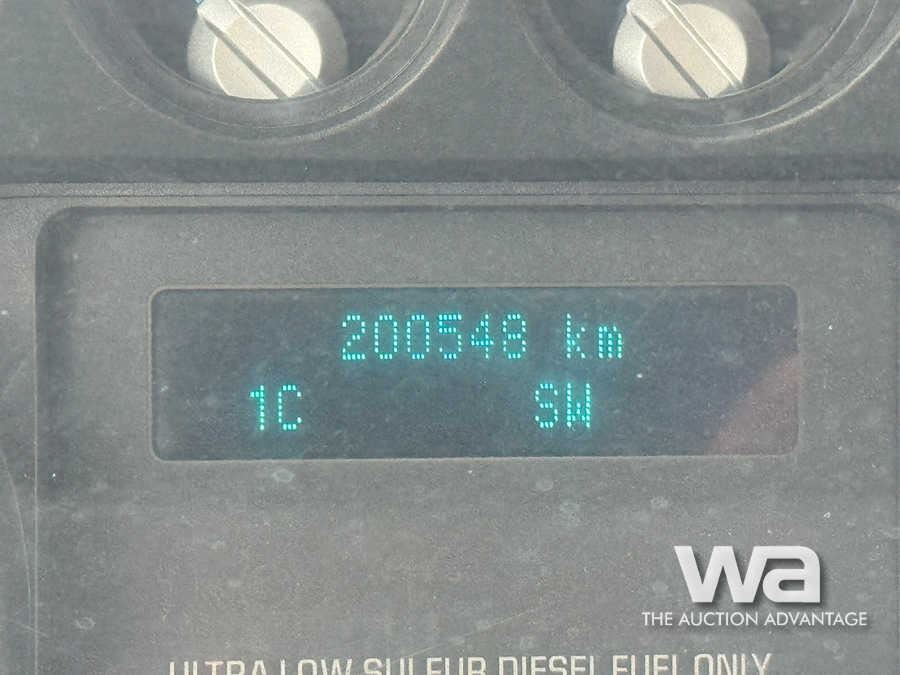 200548 km
1C SW
wa
THE AUCTION ADVANTAGE
ULTRA LOW SULFUR DIESEL FUEL ONLY